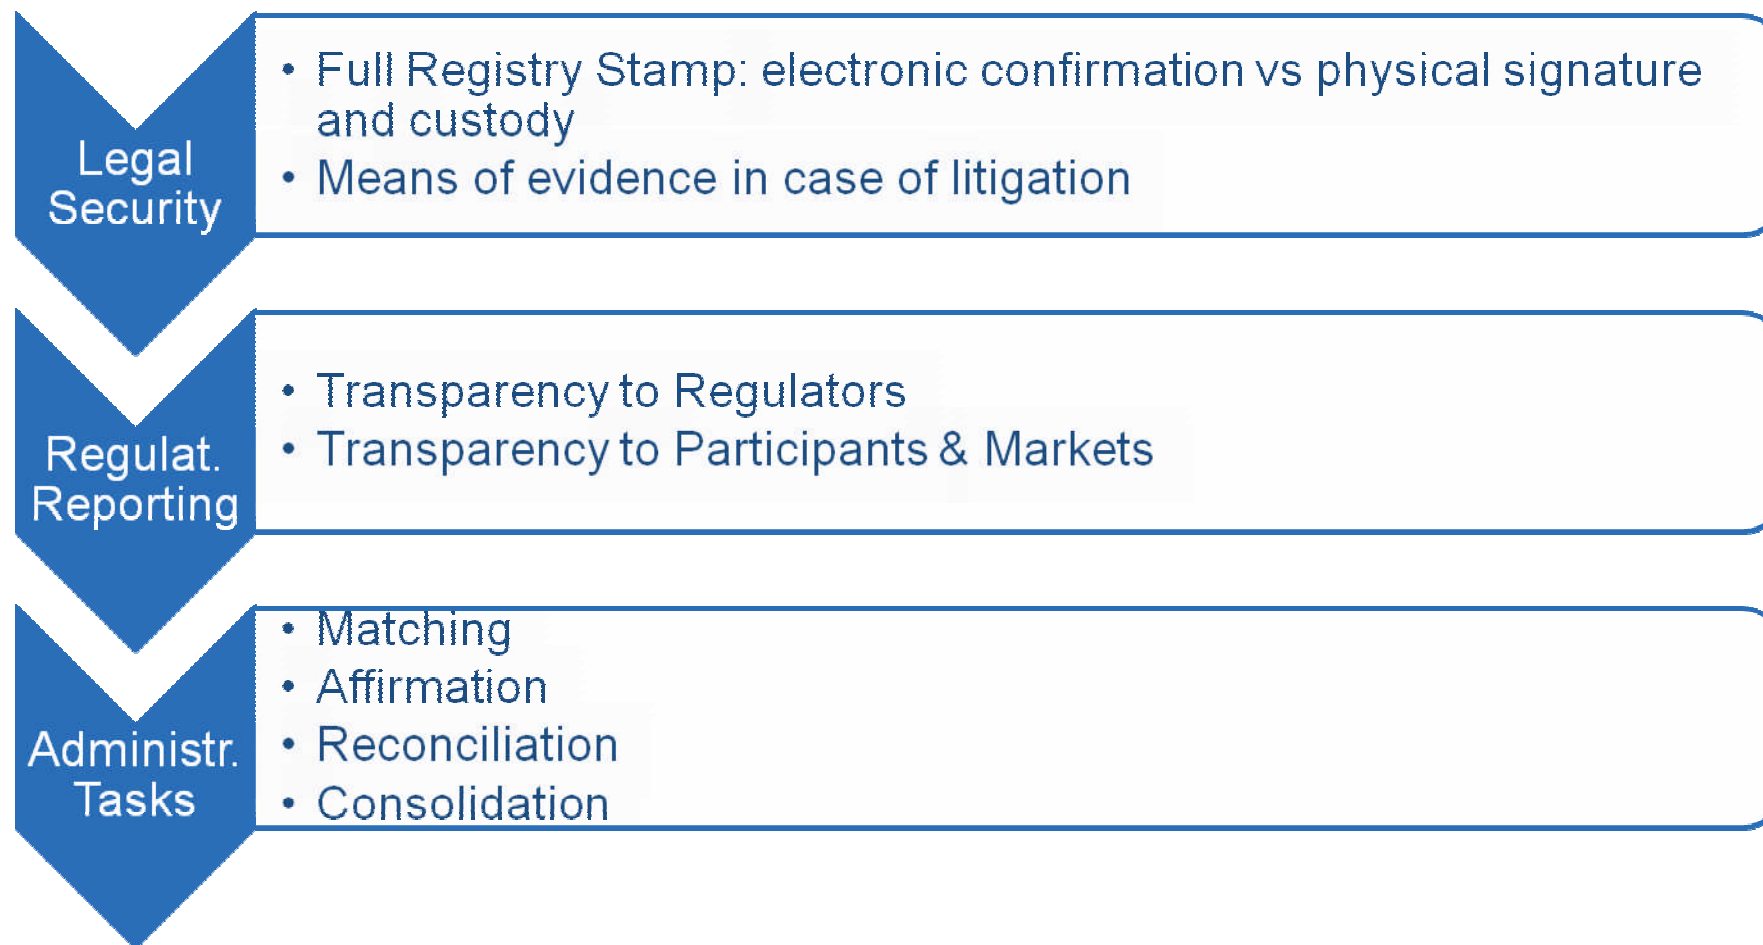 Legal
Security
• Full Registry Stamp: electronic confirmation vs physical signature
and custody
• Means of evidence in case of litigation
Regulat.
Reporting
• Transparency to Regulators
• Transparency to Participants & Markets
Administr.
Tasks
• Matching
• Affirmation
• Reconciliation
• Consolidation